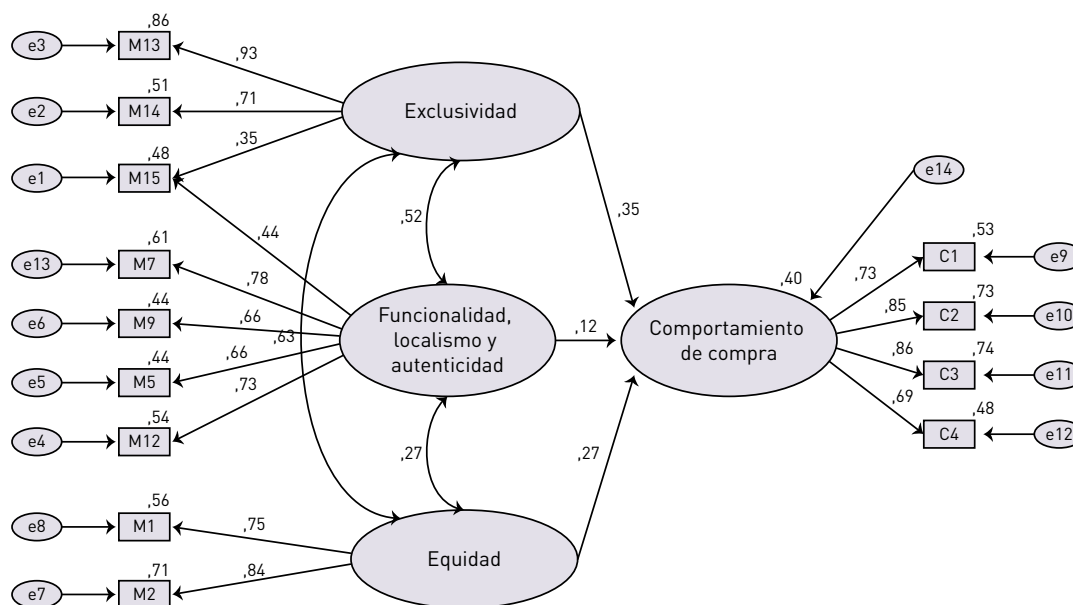 ,86
e3 M13
,93
Exclusividad
,51
e2 M14
,71
,35
,48
e1 M15
e14
,52
,35
,44
,61
e13 M7
,78
,53
C1 e9
,73
,40
,44
e6 M9
,66
,63
Funcionalidad,
localismo y
autenticidad
,12
Comportamiento
de compra
,85
,73
C2 e10
,44
e5 M5
,66
,86
,74
C3 e11
,73
,54
e4 M12
,69
,48
C4 e12
,27
,27
,56
e8 M1
,75
Equidad
,71
e7 M2
,84